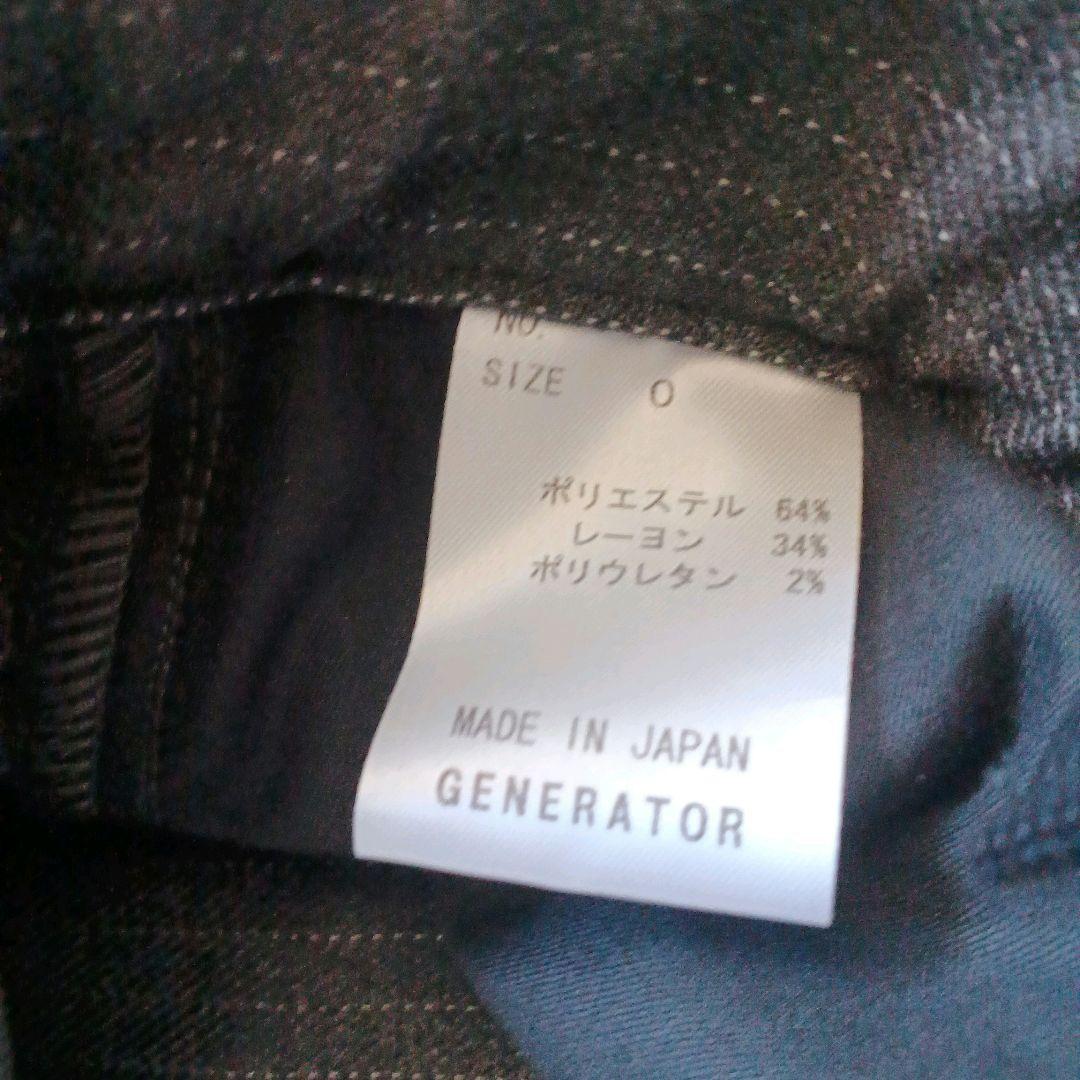 NO.
SIZE 0
ポリエステル 64%
レーヨン 34%
ポリウレタン 2%
MADE IN JAPAN
GENERATOR